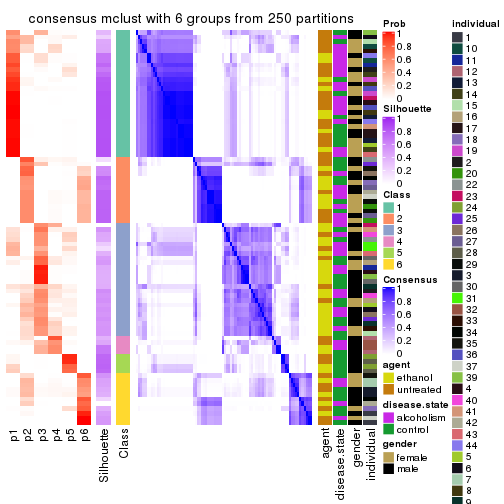 consensus mclust with 6 groups from 250 partitions
Prob
1
0.8
0.6
0.4
0.2
0
Silhouette
1
0.8
0.6
0.4
0.2
0
Class
1
2
3
4
5
6
Consensus
1
0.8
0.6
0.4
0.2
0
agent
ethanol
untreated
disease.state
alcoholism
control
gender
female
male
individual
1
10
11
12
13
14
15
16
17
18
19
2
20
22
23
24
25
26
27
28
29
30
31
32
33
34
35
36
37
39
4
40
41
42
43
44
5
6
7
8
9
p1
p2
p3
p4
p5
p6
Silhouette
Class
agent
disease.state
gender
individual